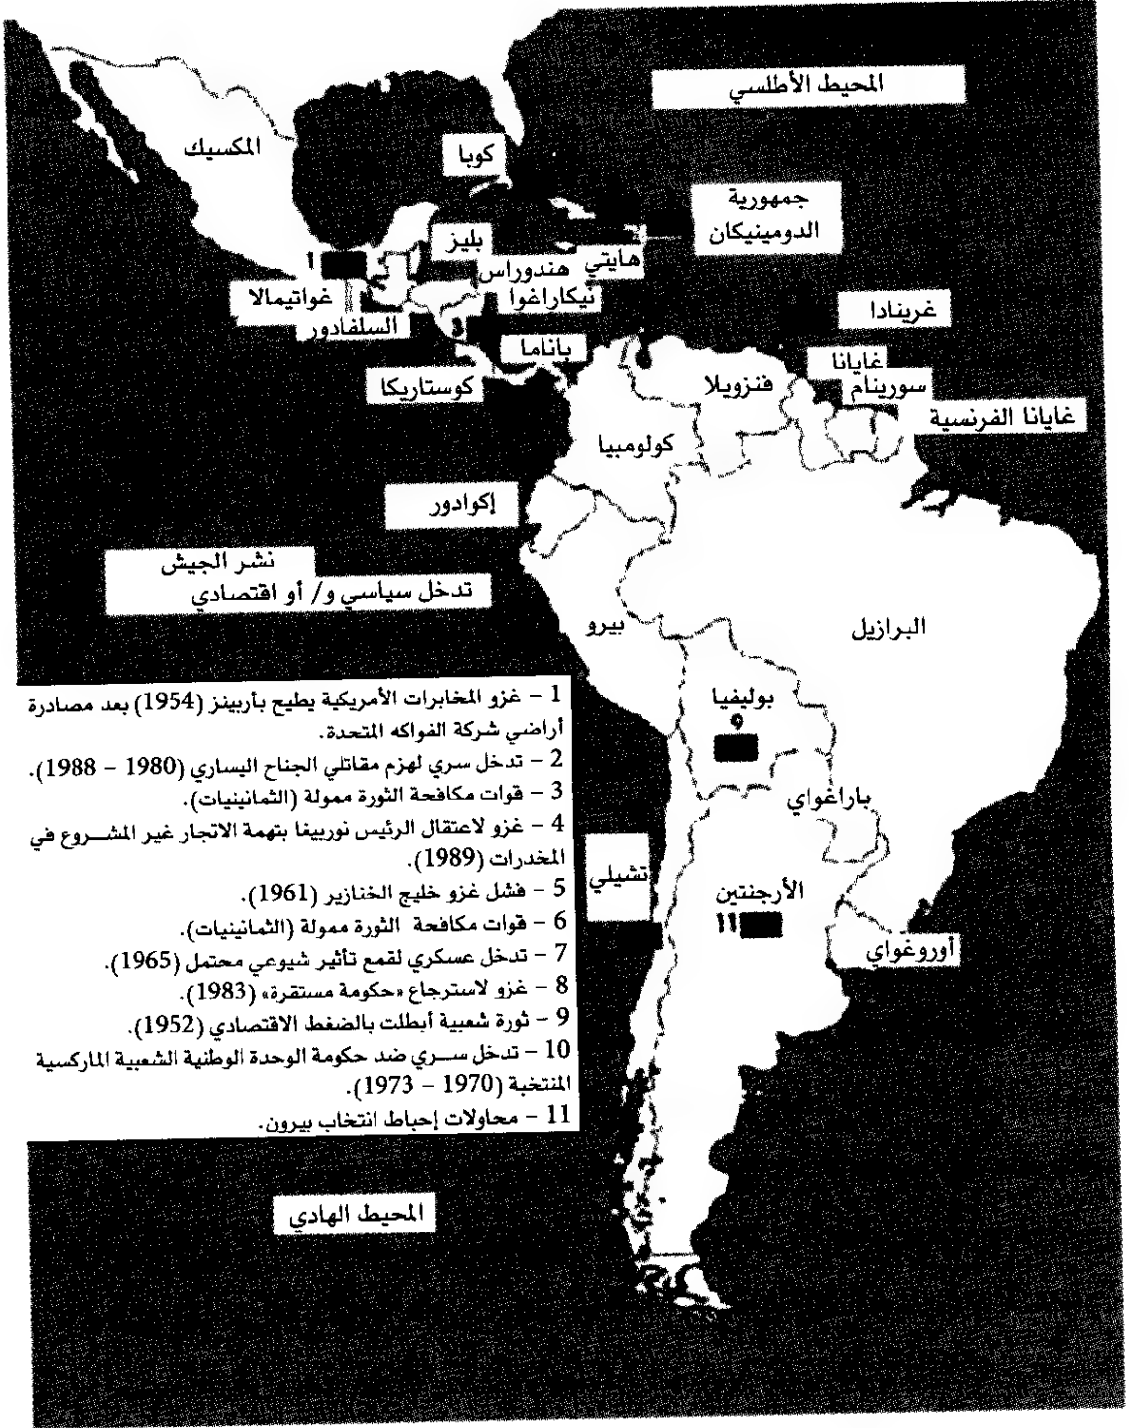 المحيط الأطلسي
المكسيك
كوبا
جمهورية
الدومينيكان
بليز
هايتي
هندوراس
1
نيكاراغوا
غواتيمالا
السلفادور
3
غرينادا
باناما
غايانا
كوستاريكا
فنزويلا
سورينام
غايانا الفرنسية
كولومبيا
إكوادور
نشر الجيش
تدخل سياسي و/ أو اقتصادي
بيرو
البرازيل
بوليفيا
9
باراغواي
تشيلي
الأرجنتين
11
أوروغواي
1 – غزو المخابرات الأمريكية يطيح بأربينز (1954) بعد مصادرة
أراضي شركة الفواكه المتحدة.
2 – تدخل سري لهزم مقاتلي الجناح اليساري (1980 – 1988).
3 – قوات مكافحة الثورة ممولة (الثمانينيات).
4 – غزو لاعتقال الرئيس نورييغا بتهمة الاتجار غير المشروع في
المخدرات (1989).
5 – فشل غزو خليج الخنازير (1961).
6 – قوات مكافحة الثورة ممولة (الثمانينيات).
7 – تدخل عسكري لقمع تأثير شيوعي محتمل (1965).
8 – غزو لاسترجاع «حكومة مستقرة» (1983).
9 – ثورة شعبية أبطلت بالضغط الاقتصادي (1952).
10 – تدخل سري ضد حكومة الوحدة الوطنية الشعبية الماركسية
المنتخبة (1970 – 1973).
11 – محاولات إحباط انتخاب بيرون.
المحيط الهادي